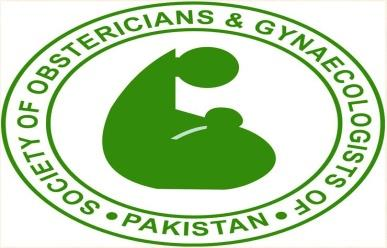 SOCIETY OF OBSTERICIANS & GYNAECOLOGISTS OF
• PAKISTAN •